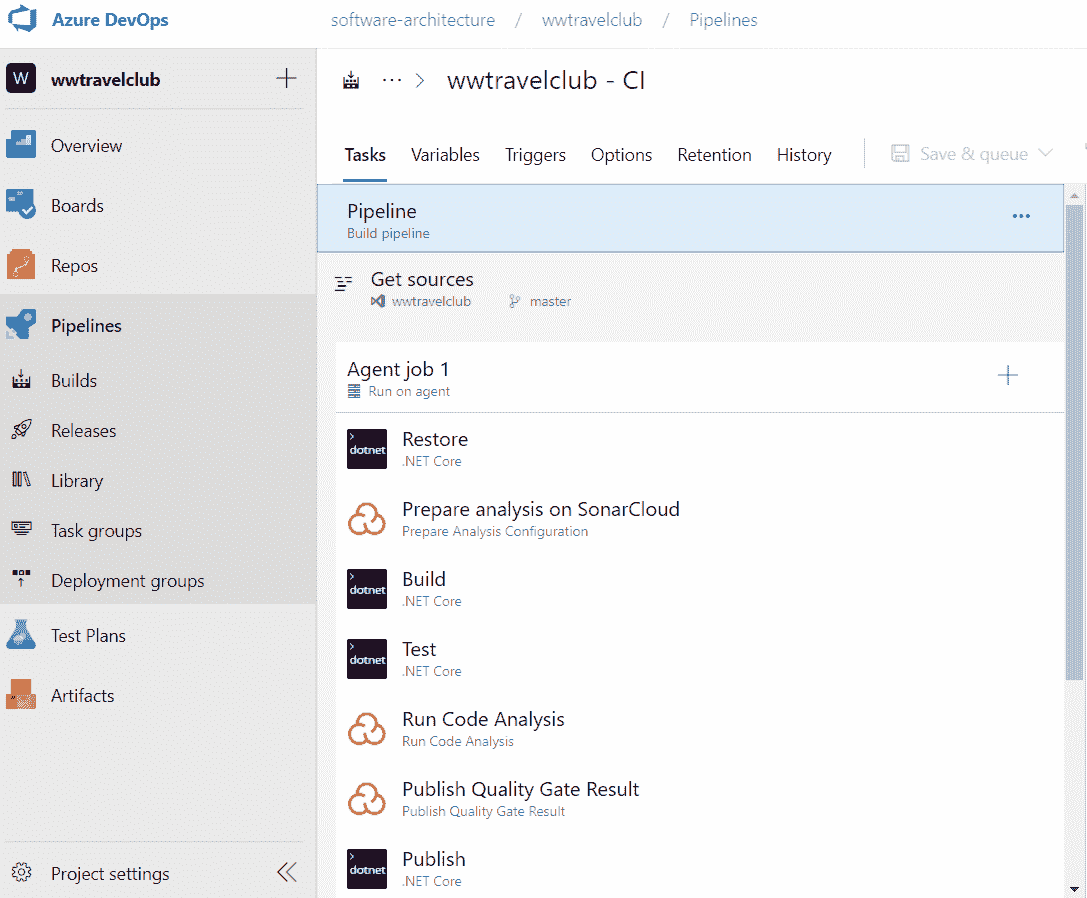 Azure DevOps
software-architecture / wwtravelclub / Pipelines
W wwtravelclub
Overview
Boards
Repos
Pipelines
Builds
Releases
Library
Task groups
Deployment groups
Test Plans
Artifacts
Project settings
... > wwtravelclub - CI
Tasks Variables Triggers Options Retention History Save & queue
Pipeline
Build pipeline
Get sources
wwtravelclub master
Agent job 1
Run on agent
dotnet Restore
.NET Core
Prepare analysis on SonarCloud
Prepare Analysis Configuration
dotnet Build
.NET Core
dotnet Test
.NET Core
Run Code Analysis
Run Code Analysis
Publish Quality Gate Result
Publish Quality Gate Result
dotnet Publish
.NET Core